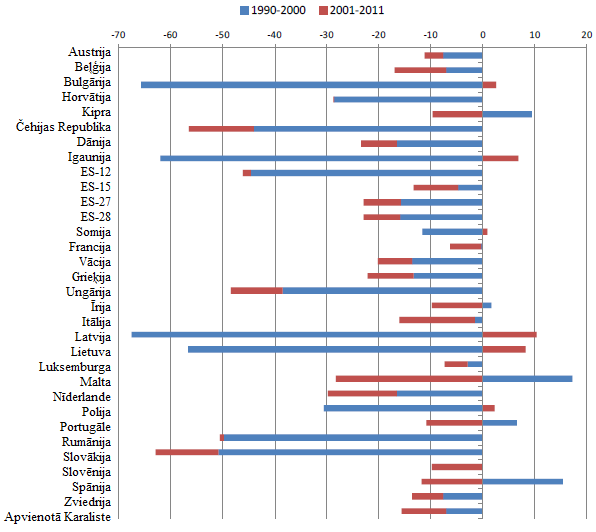 1990-2000 2001-2011
-70 -60 -50 -40 -30 -20 -10 0 10 20
Austrija
Beļģija
Bulgārija
Horvātija
Kipra
Čehijas Republika
Dānija
Igaunija
ES-12
ES-15
ES-27
ES-28
Somija
Francija
Vācija
Grieķija
Ungārija
Īrija
Itālija
Latvija
Lietuva
Luksemburga
Malta
Nīderlande
Polija
Portugāle
Rumānija
Slovākija
Slovēnija
Spānija
Zviedrija
Apvienotā Karaliste